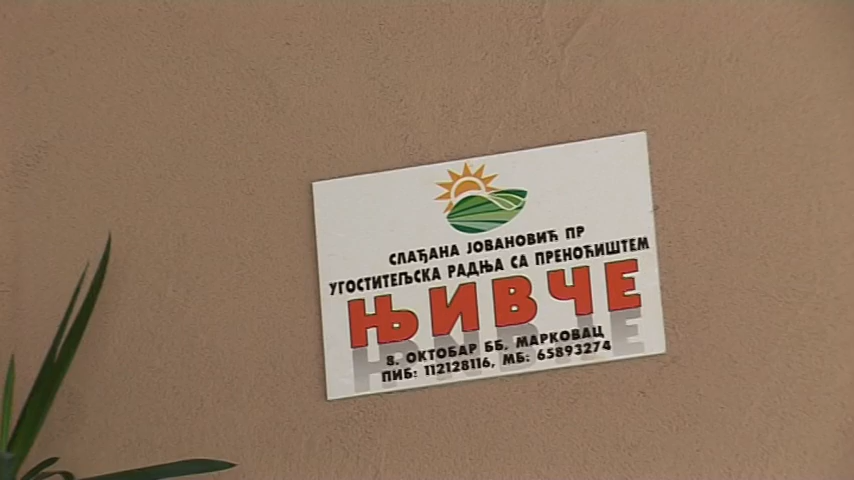 СЛАЂАНА ЈОВАНОВИЋ ПР
УГОСТИТЕЉСКА РАДЊА СА ПРЕНОЋИШТЕМ
ЊИВЧЕ
8. ОКТОБАР ББ, МАРКОВАЦ
ПИБ: 112128116, МБ: 65893274